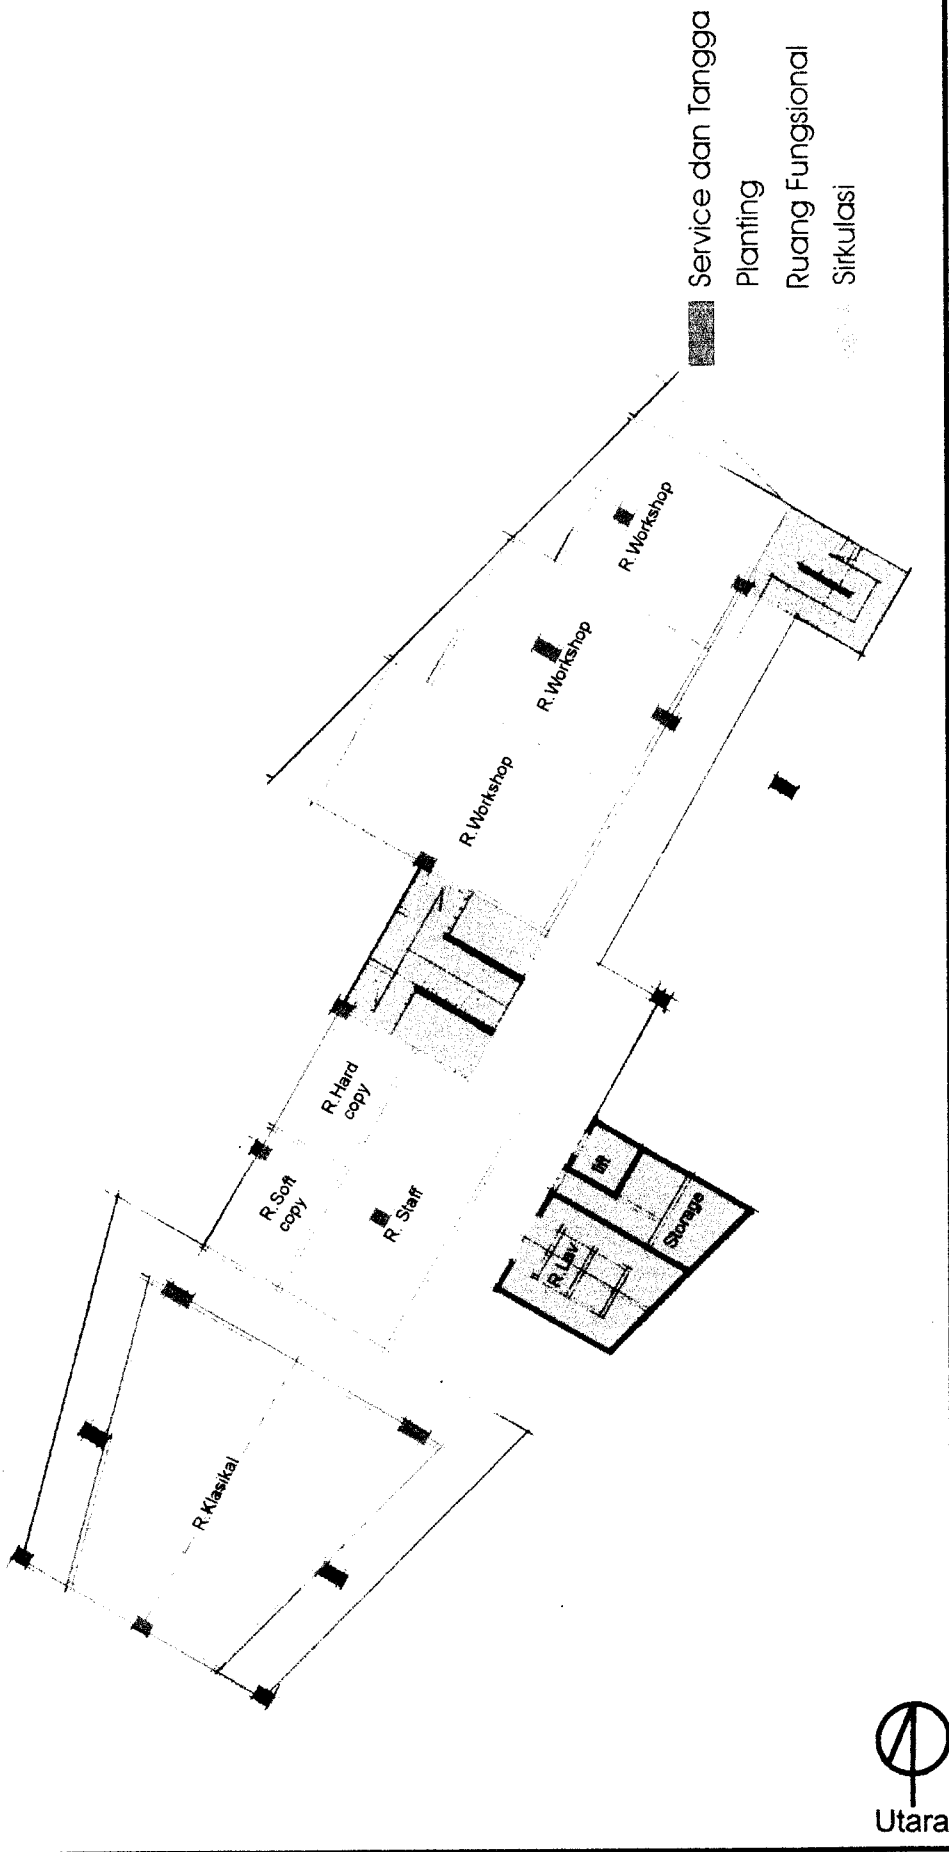 Service dan Tangga
Planting
Ruang Fungsional
Sirkulasi
R.Klasikal
R.Soft
copy
R.Hard
copy
R. Staff
R.Workshop
R.Workshop
R.Workshop
R.Lav
lift
Storage
Utara